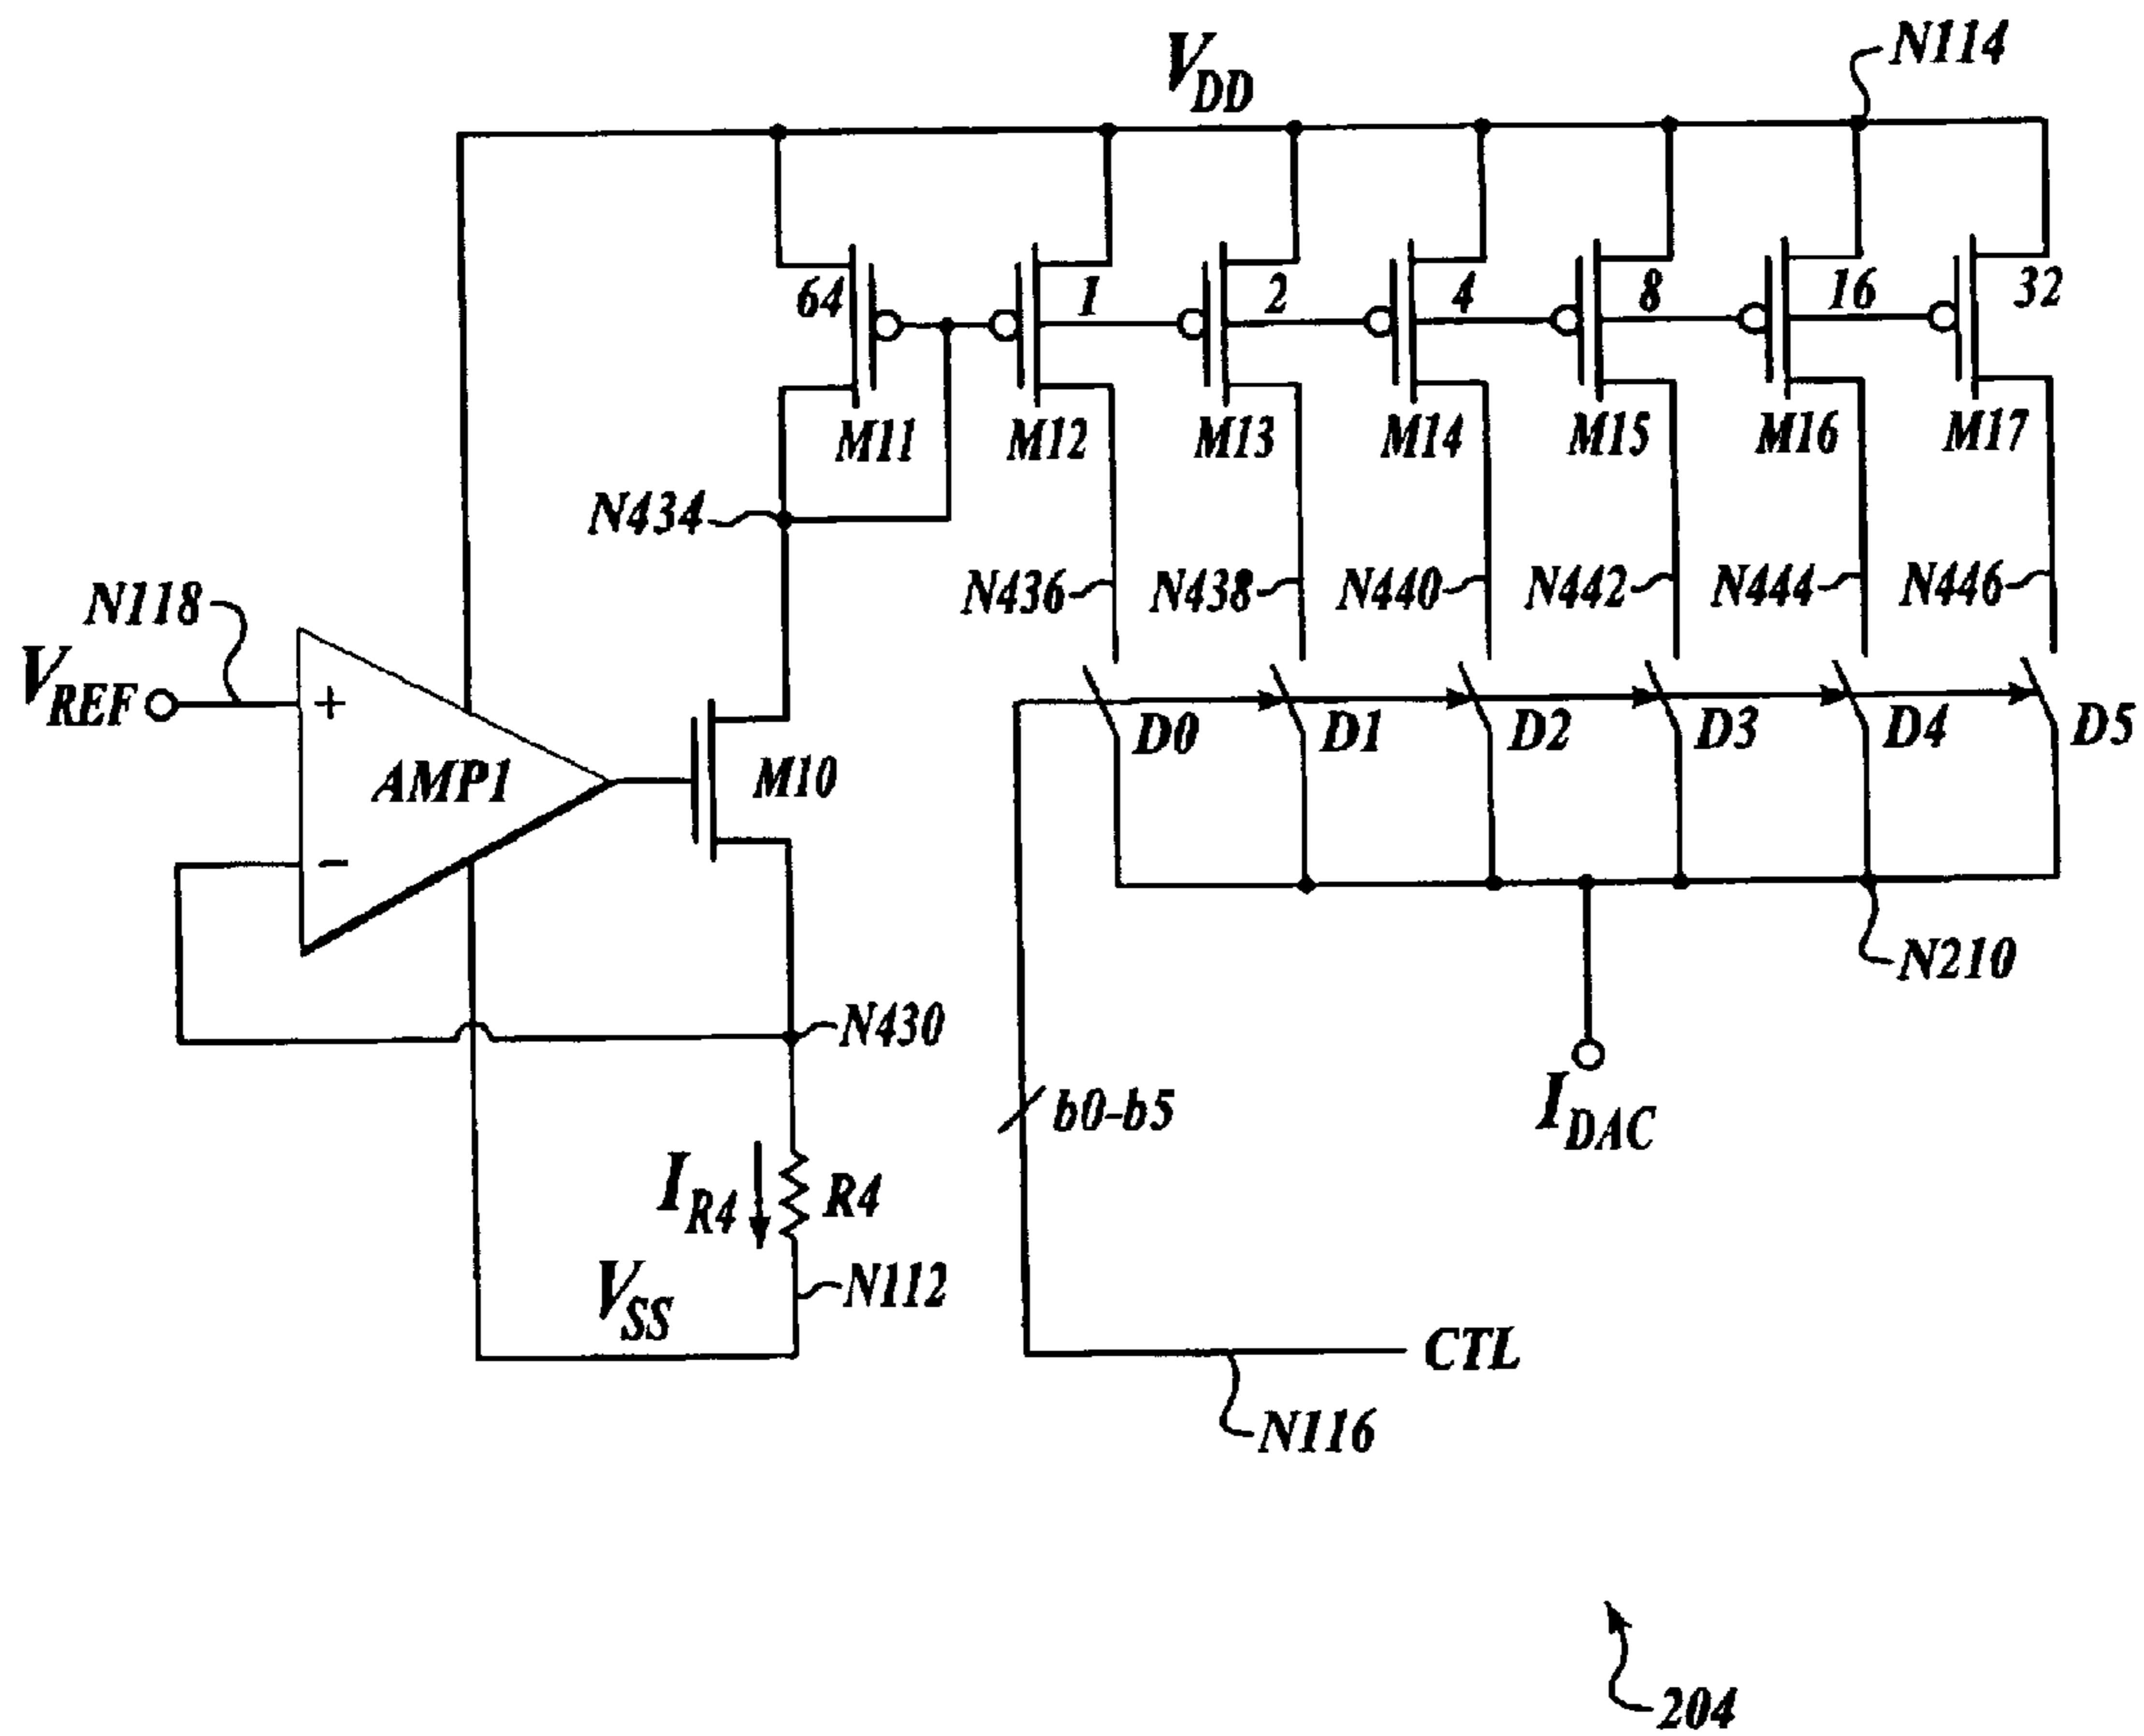 N114
VDD
64
1
2
4
8
16
32
M11
M12
M13
M14
M15
M16
M17
N434
N436
N438
N440
N442
N444
N446
N118
VREF
+
AMP1
-
M10
D0
D1
D2
D3
D4
D5
N210
N430
b0-b5
IDAC
IR4
R4
VSS
N112
CTL
N116
204